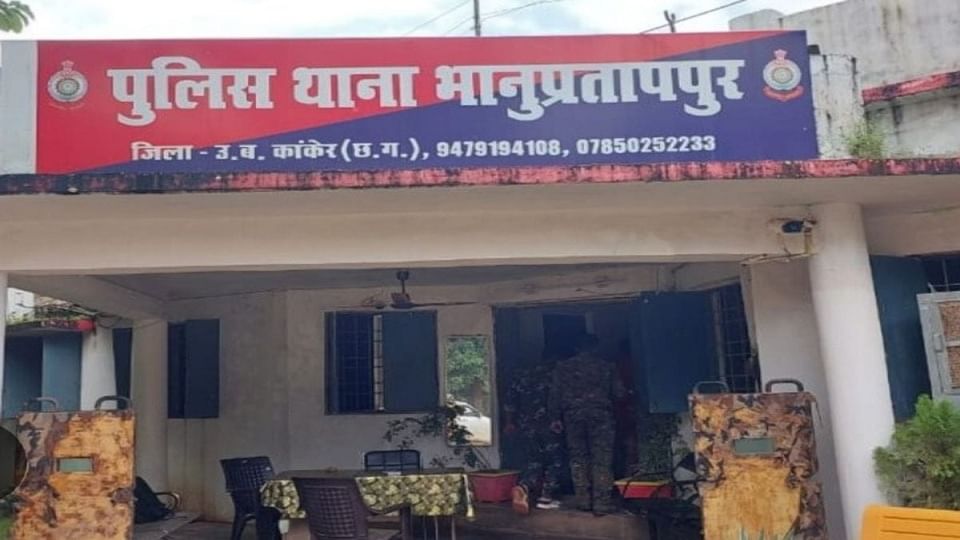 पुलिस थाना भानुप्रतापपुर
जिला - उ.ब. कांकेर (छ.ग.), 9479194108, 07850252233